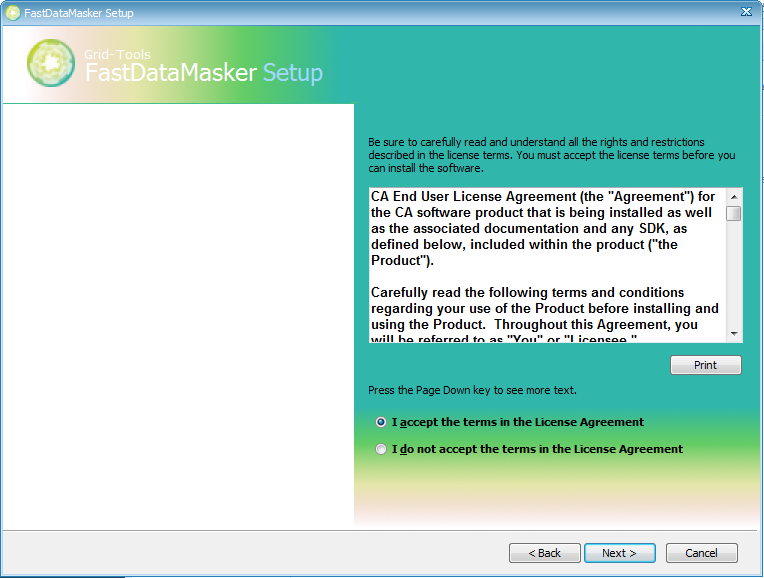 FastDataMasker Setup
Grid-Tools
FastDataMasker Setup
Be sure to carefully read and understand all the rights and restrictions
described in the license terms. You must accept the license terms before you
can install the software.
CA End User License Agreement (the "Agreement") for
the CA software product that is being installed as well
as the associated documentation and any SDK, as
defined below, included within the product ("the
Product").
Carefully read the following terms and conditions
regarding your use of the Product before installing and
using the Product.  Throughout this Agreement, you
will be referred to as "You" or "Licensee."
Print
Press the Page Down key to see more text.
I accept the terms in the License Agreement
I do not accept the terms in the License Agreement
< Back
Next >
Cancel